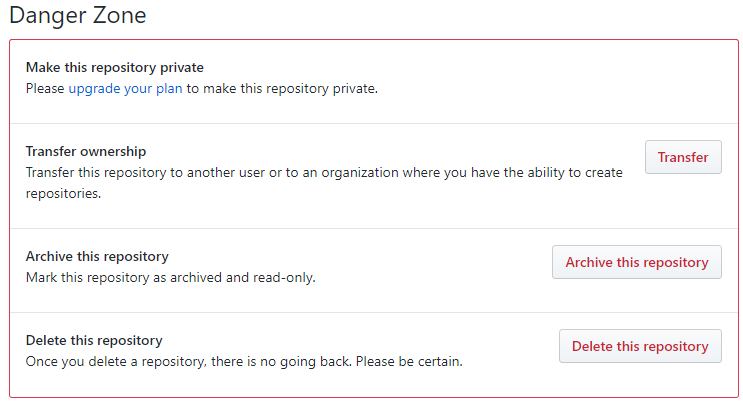 Danger Zone
Make this repository private
Please upgrade your plan to make this repository private.
Transfer ownership
Transfer this repository to another user or to an organization where you have the ability to create
repositories.
Transfer
Archive this repository
Mark this repository as archived and read-only.
Archive this repository
Delete this repository
Once you delete a repository, there is no going back. Please be certain.
Delete this repository